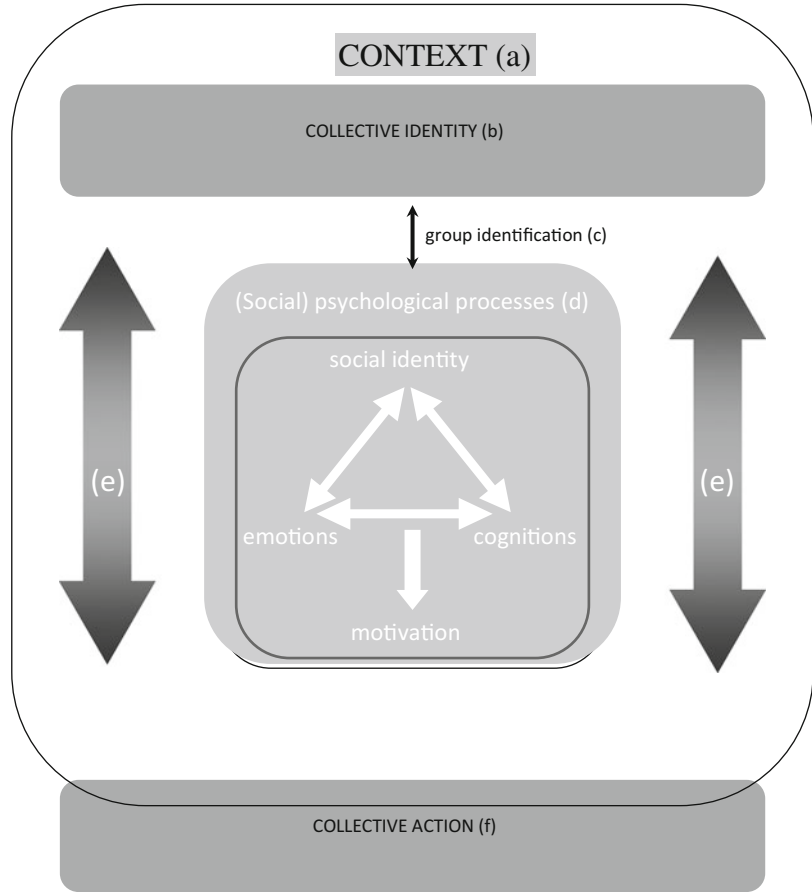 CONTEXT (a)
COLLECTIVE IDENTITY (b)
group identification (c)
(Social) psychological processes (d)
social identity
(e)
(e)
emotions
cognitions
motivation
COLLECTIVE ACTION (f)